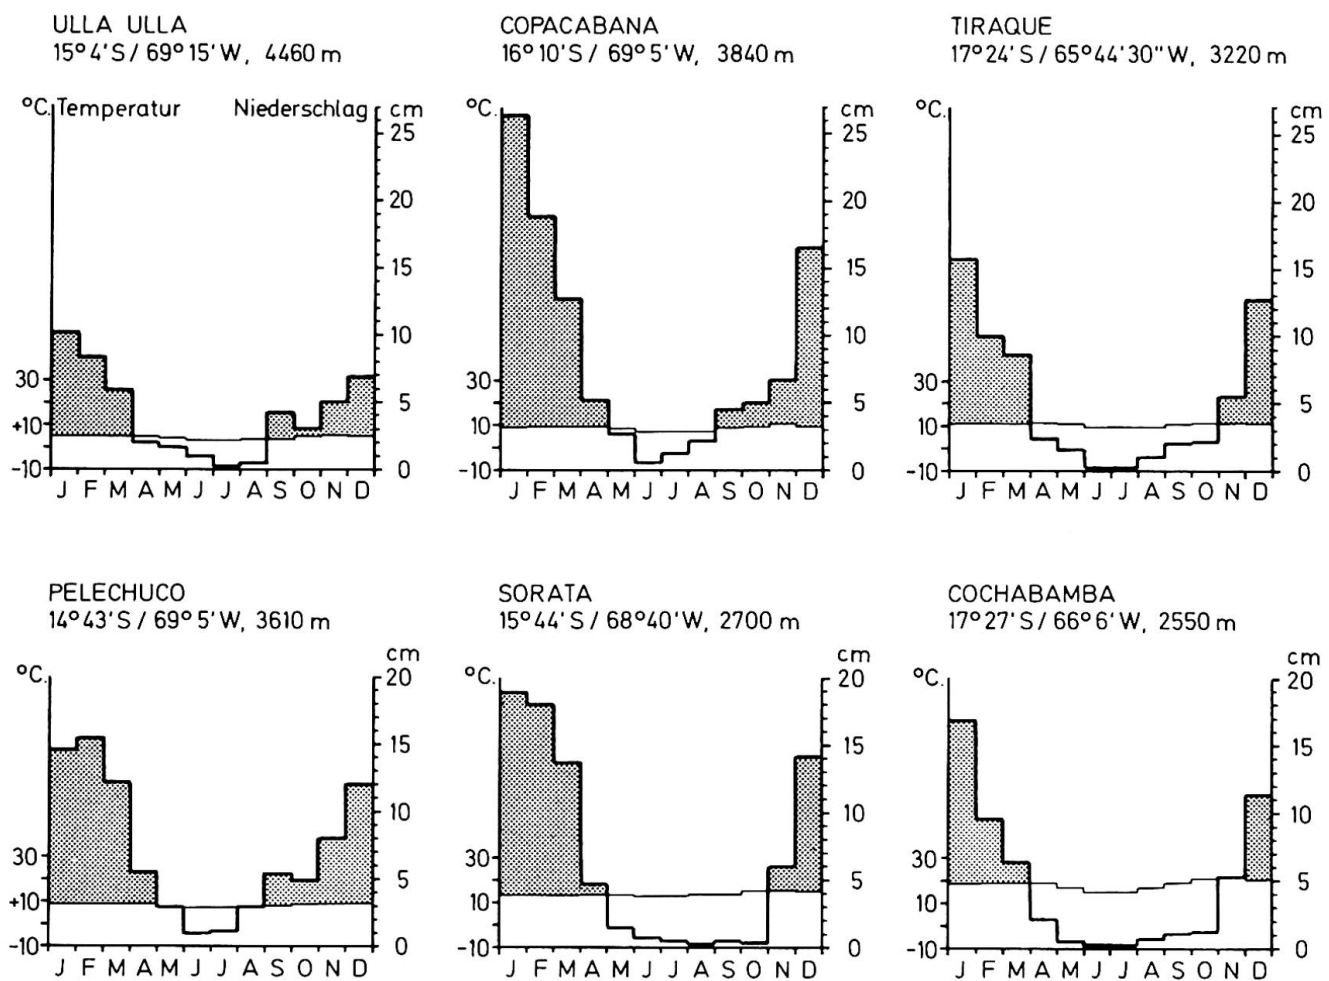 ULLA ULLA
15°4'S / 69°15'W, 4460 m
°C. Temperatur Niederschlag cm
25
20
15
10
30
5
+10
-10 0
J F M A M J J A S O N D
COPACABANA
16°10'S / 69°5'W, 3840 m
°C. cm
25
20
15
10
30
5
10
-10 0
J F M A M J J A S O N D
TIRAQUE
17°24'S / 65°44'30"W, 3220 m
°C. cm
25
20
15
10
30
5
10
-10 0
J F M A M J J A S O N D
PELECHUCO
14°43'S / 69°5'W, 3610 m
cm
°C. 20
15
10
30
5
+10
-10 0
J F M A M J J A S O N D
SORATA
15°44'S / 68°40'W, 2700 m
cm
°C. 20
15
10
30
5
10
-10 0
J F M A M J J A S O N D
COCHABAMBA
17°27'S / 66°6'W, 2550 m
cm
°C. 20
15
10
30
5
10
-10 0
J F M A M J J A S O N D